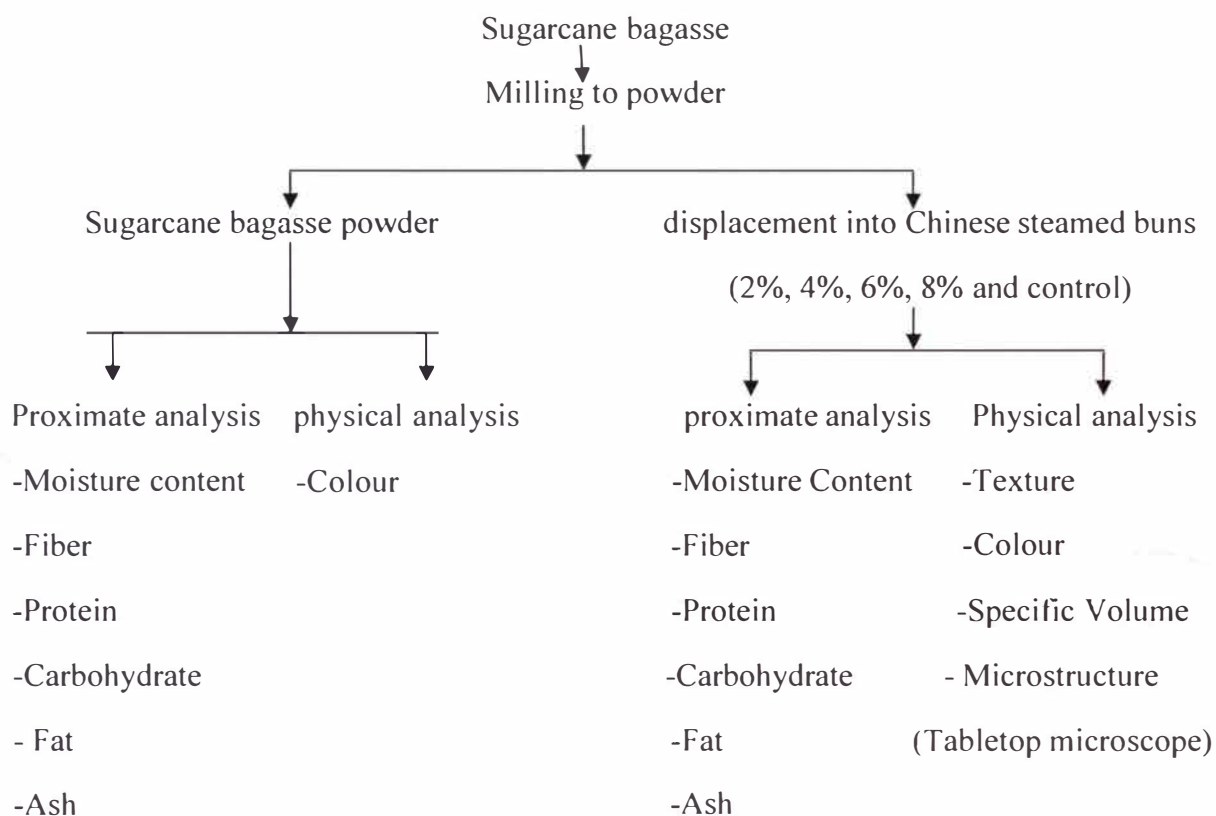 Sugarcane bagasse
Milling to powder
Sugarcane bagasse powder
displacement into Chinese steamed buns
(2%, 4%, 6%, 8% and control)
Proximate analysis
-Moisture content
-Fiber
-Protein
-Carbohydrate
- Fat
-Ash
physical analysis
-Colour
proximate analysis
-Moisture Content
-Fiber
-Protein
-Carbohydrate
-Fat
-Ash
Physical analysis
-Texture
-Colour
-Specific Volume
- Microstructure
(Tabletop microscope)